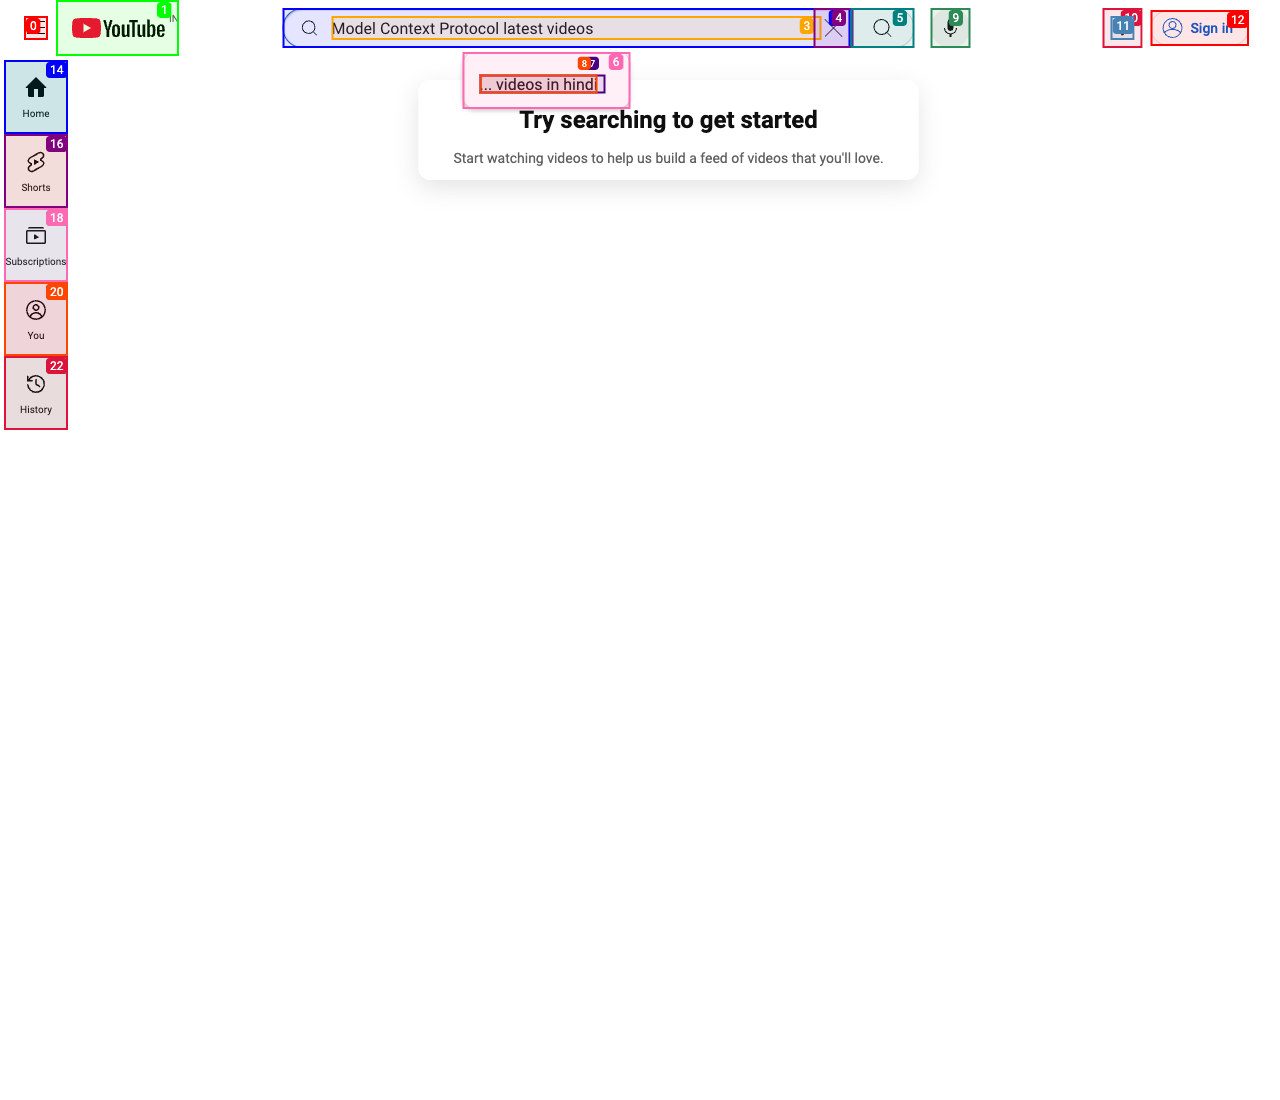 0
YouTube
1
IN
Model Context Protocol latest videos
3
4
5
9
10
11
Sign in
12
8
7
6
... videos in hindi
14
Home
Try searching to get started
Start watching videos to help us build a feed of videos that you'll love.
16
Shorts
18
Subscriptions
20
You
22
History